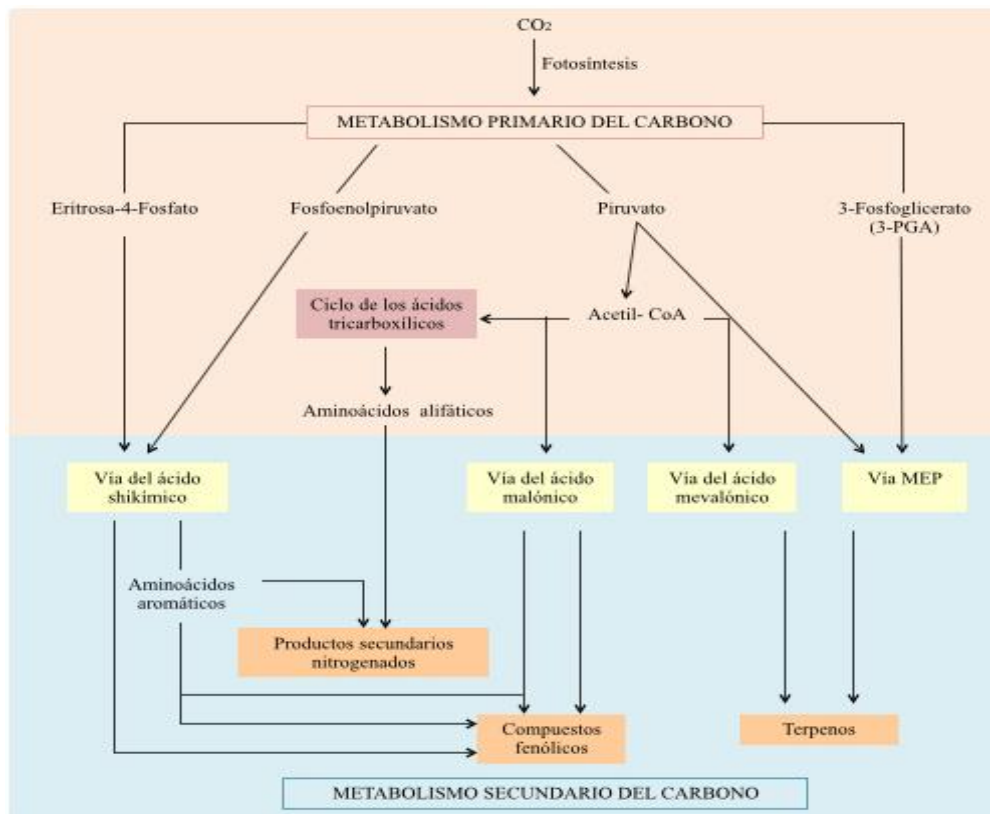 CO₂
Fotosíntesis
METABOLISMO PRIMARIO DEL CARBONO
Eritrosa-4-Fosfato
Fosfoenolpiruvato
Piruvato
3-Fosfoglicerato
(3-PGA)
Ciclo de los ácidos
tricarboxílicos
Acetil- CoA
Aminoácidos alifáticos
Vía del ácido
shikímico
Vía del ácido
malónico
Vía del ácido
mevalónico
Vía MEP
Aminoácidos
aromáticos
Productos secundarios
nitrogenados
Compuestos
fenólicos
Terpenos
METABOLISMO SECUNDARIO DEL CARBONO